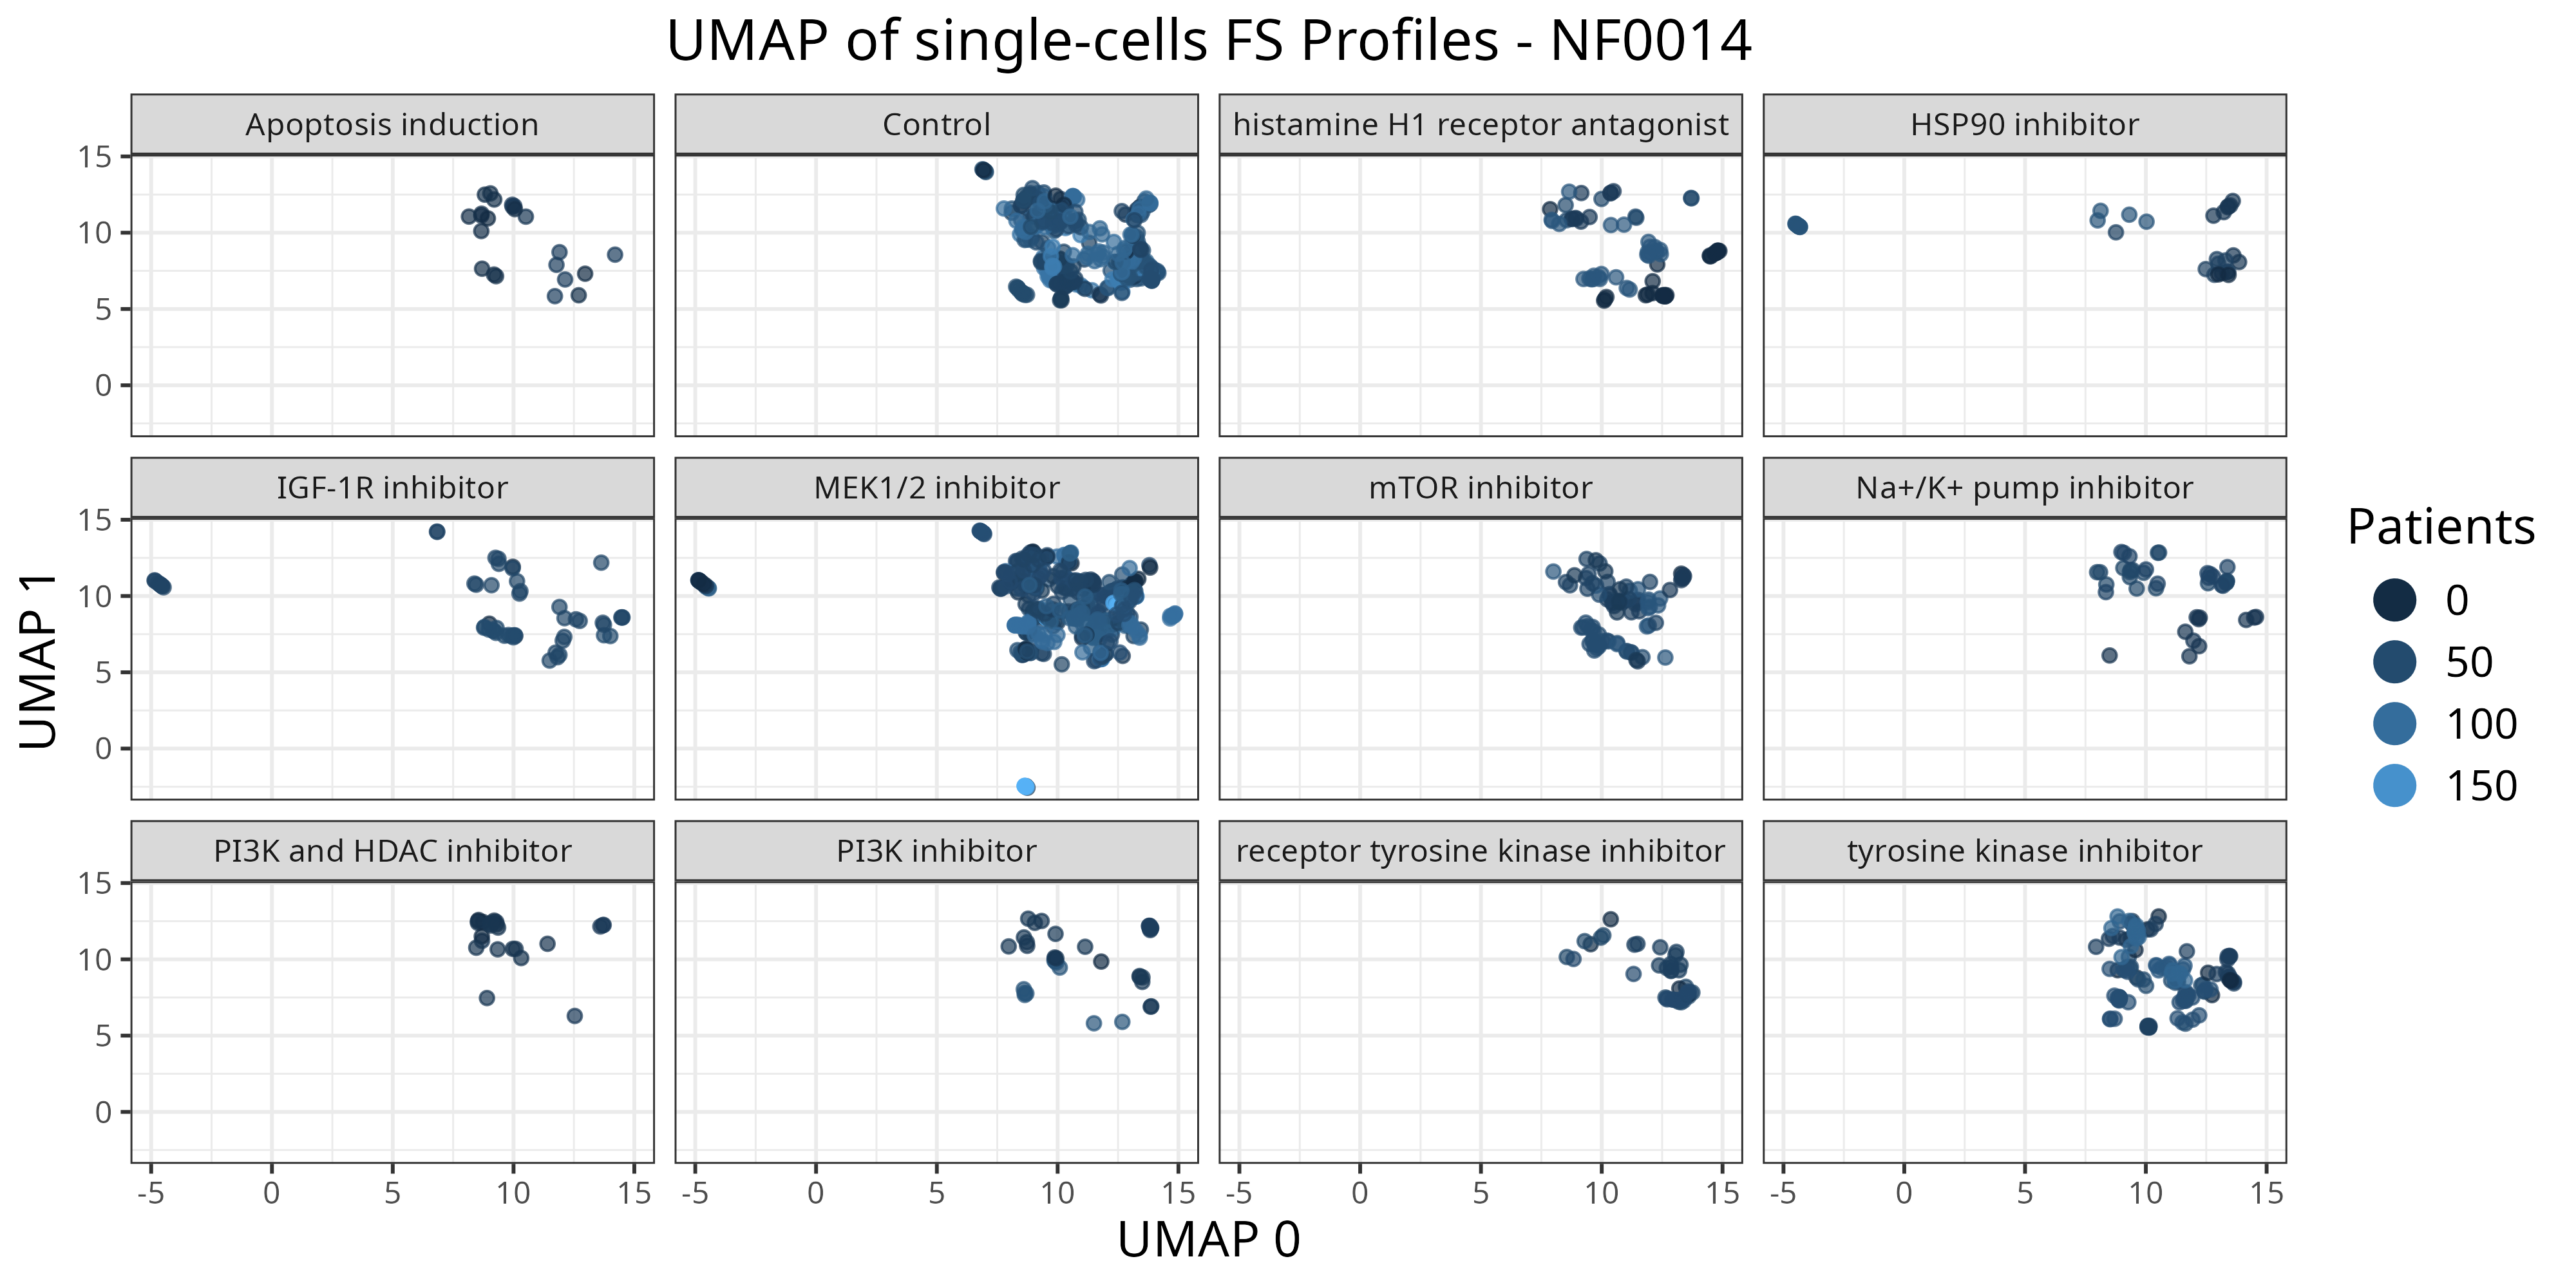 UMAP of single-cells FS Profiles - NF0014
Apoptosis induction
Control
histamine H1 receptor antagonist
HSP90 inhibitor
15
10
5
0
IGF-1R inhibitor
MEK1/2 inhibitor
mTOR inhibitor
Na+/K+ pump inhibitor
15
10
5
0
PI3K and HDAC inhibitor
PI3K inhibitor
receptor tyrosine kinase inhibitor
tyrosine kinase inhibitor
15
10
5
0
-5 0 5 10 15
-5 0 5 10 15
-5 0 5 10 15
-5 0 5 10 15
UMAP 0
UMAP 1
Patients
0
50
100
150